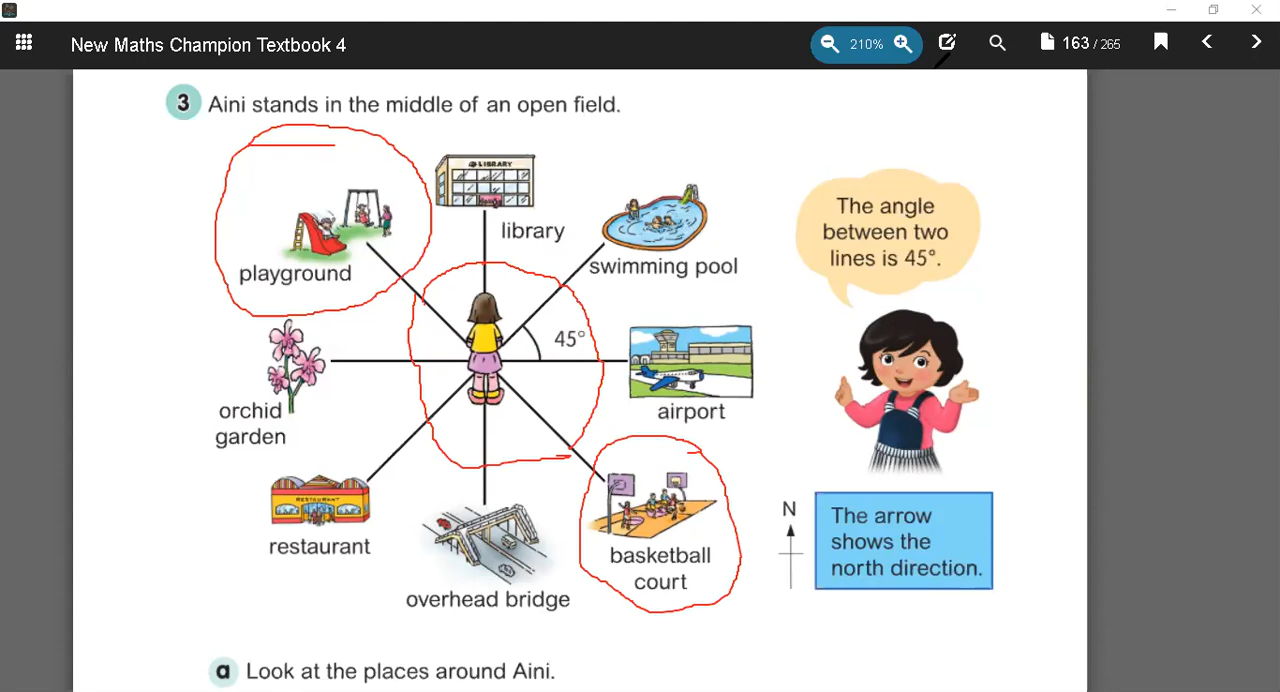 New Maths Champion Textbook 4
210%
163 / 265
3 Aini stands in the middle of an open field.
LIBRARY
library
swimming pool
playground
The angle
between two
lines is 45°.
45°
orchid
garden
airport
RESTAURANT
restaurant
overhead bridge
basketball
court
N
The arrow
shows the
north direction.
a Look at the places around Aini.